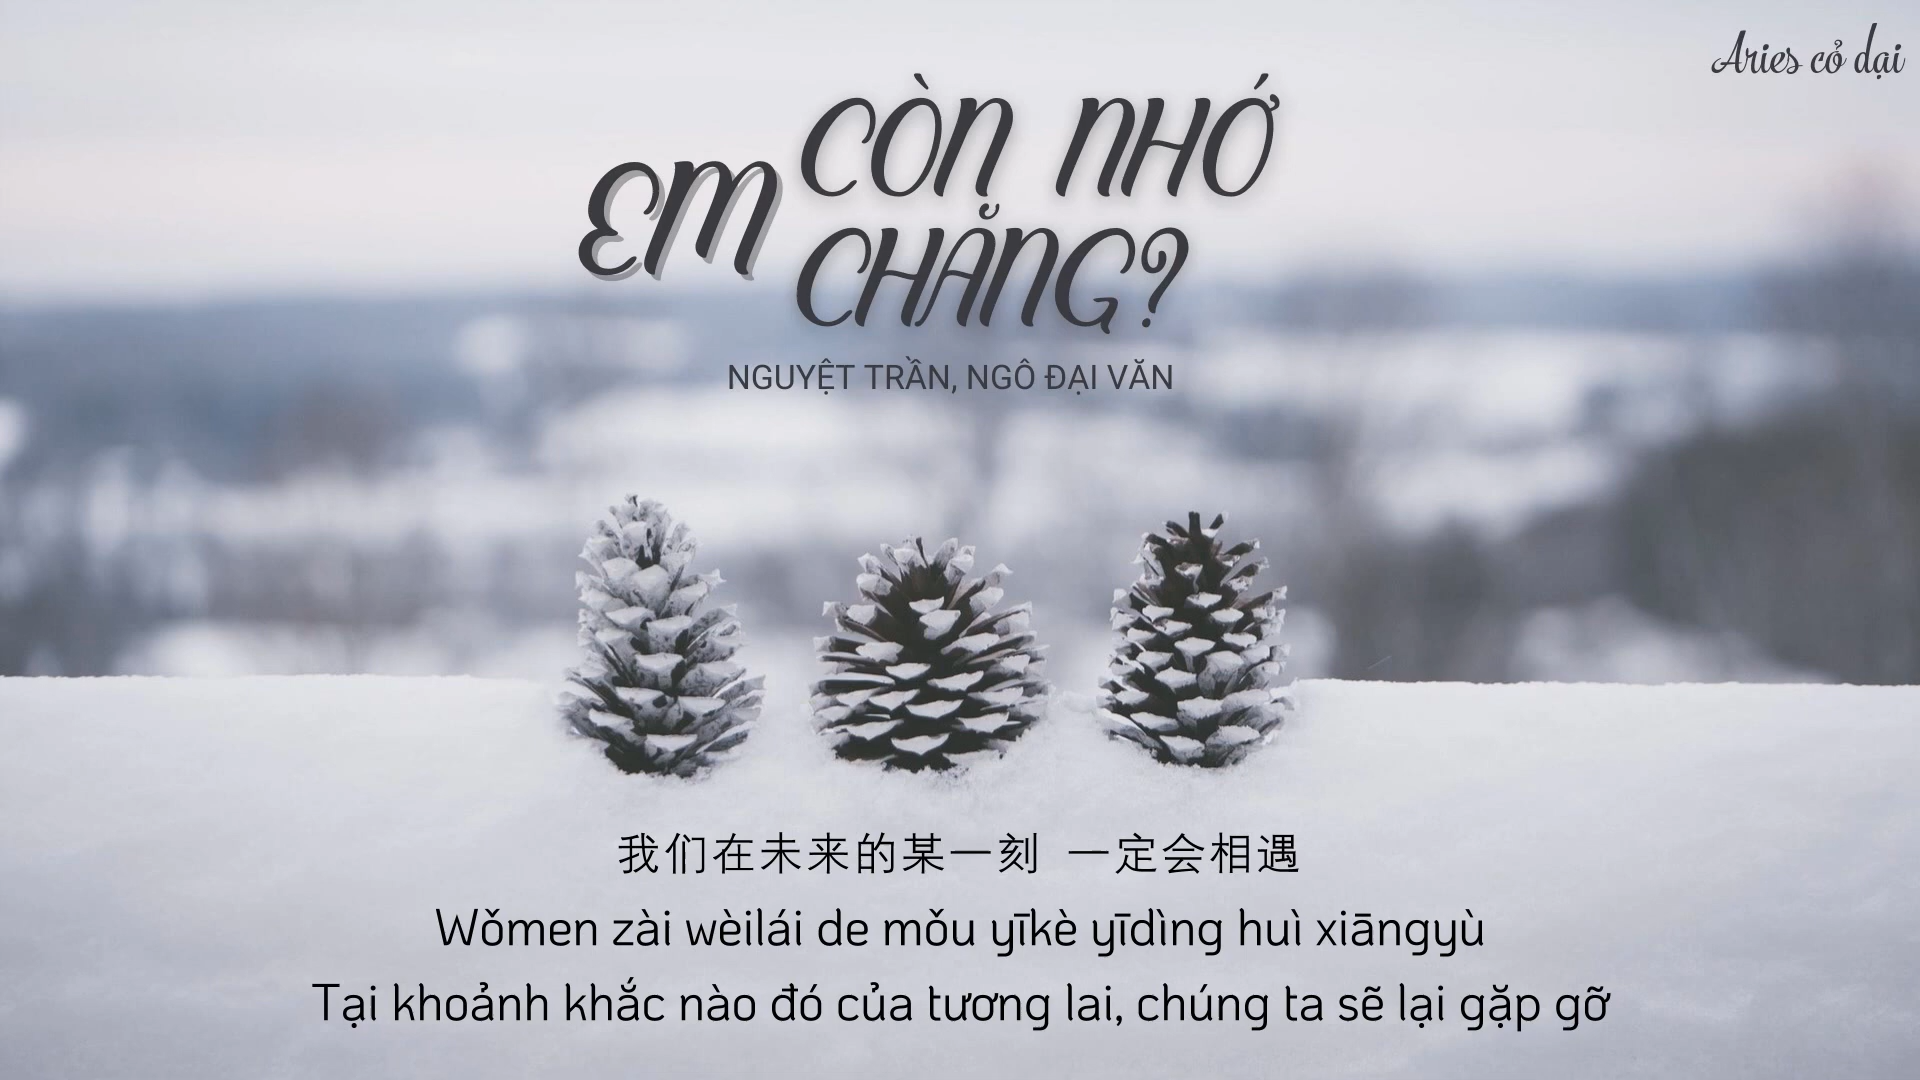 Aries cỏ dại
EM CÒN NHỚ
CHĂNG?
NGUYỆT TRẦN, NGÔ ĐẠI VĂN
我们在未来的某一刻 一定会相遇
Wǒmen zài wèilái de mǒu yīkè yīdìng huì xiāngyù
Tại khoảnh khắc nào đó của tương lai, chúng ta sẽ lại gặp gỡ